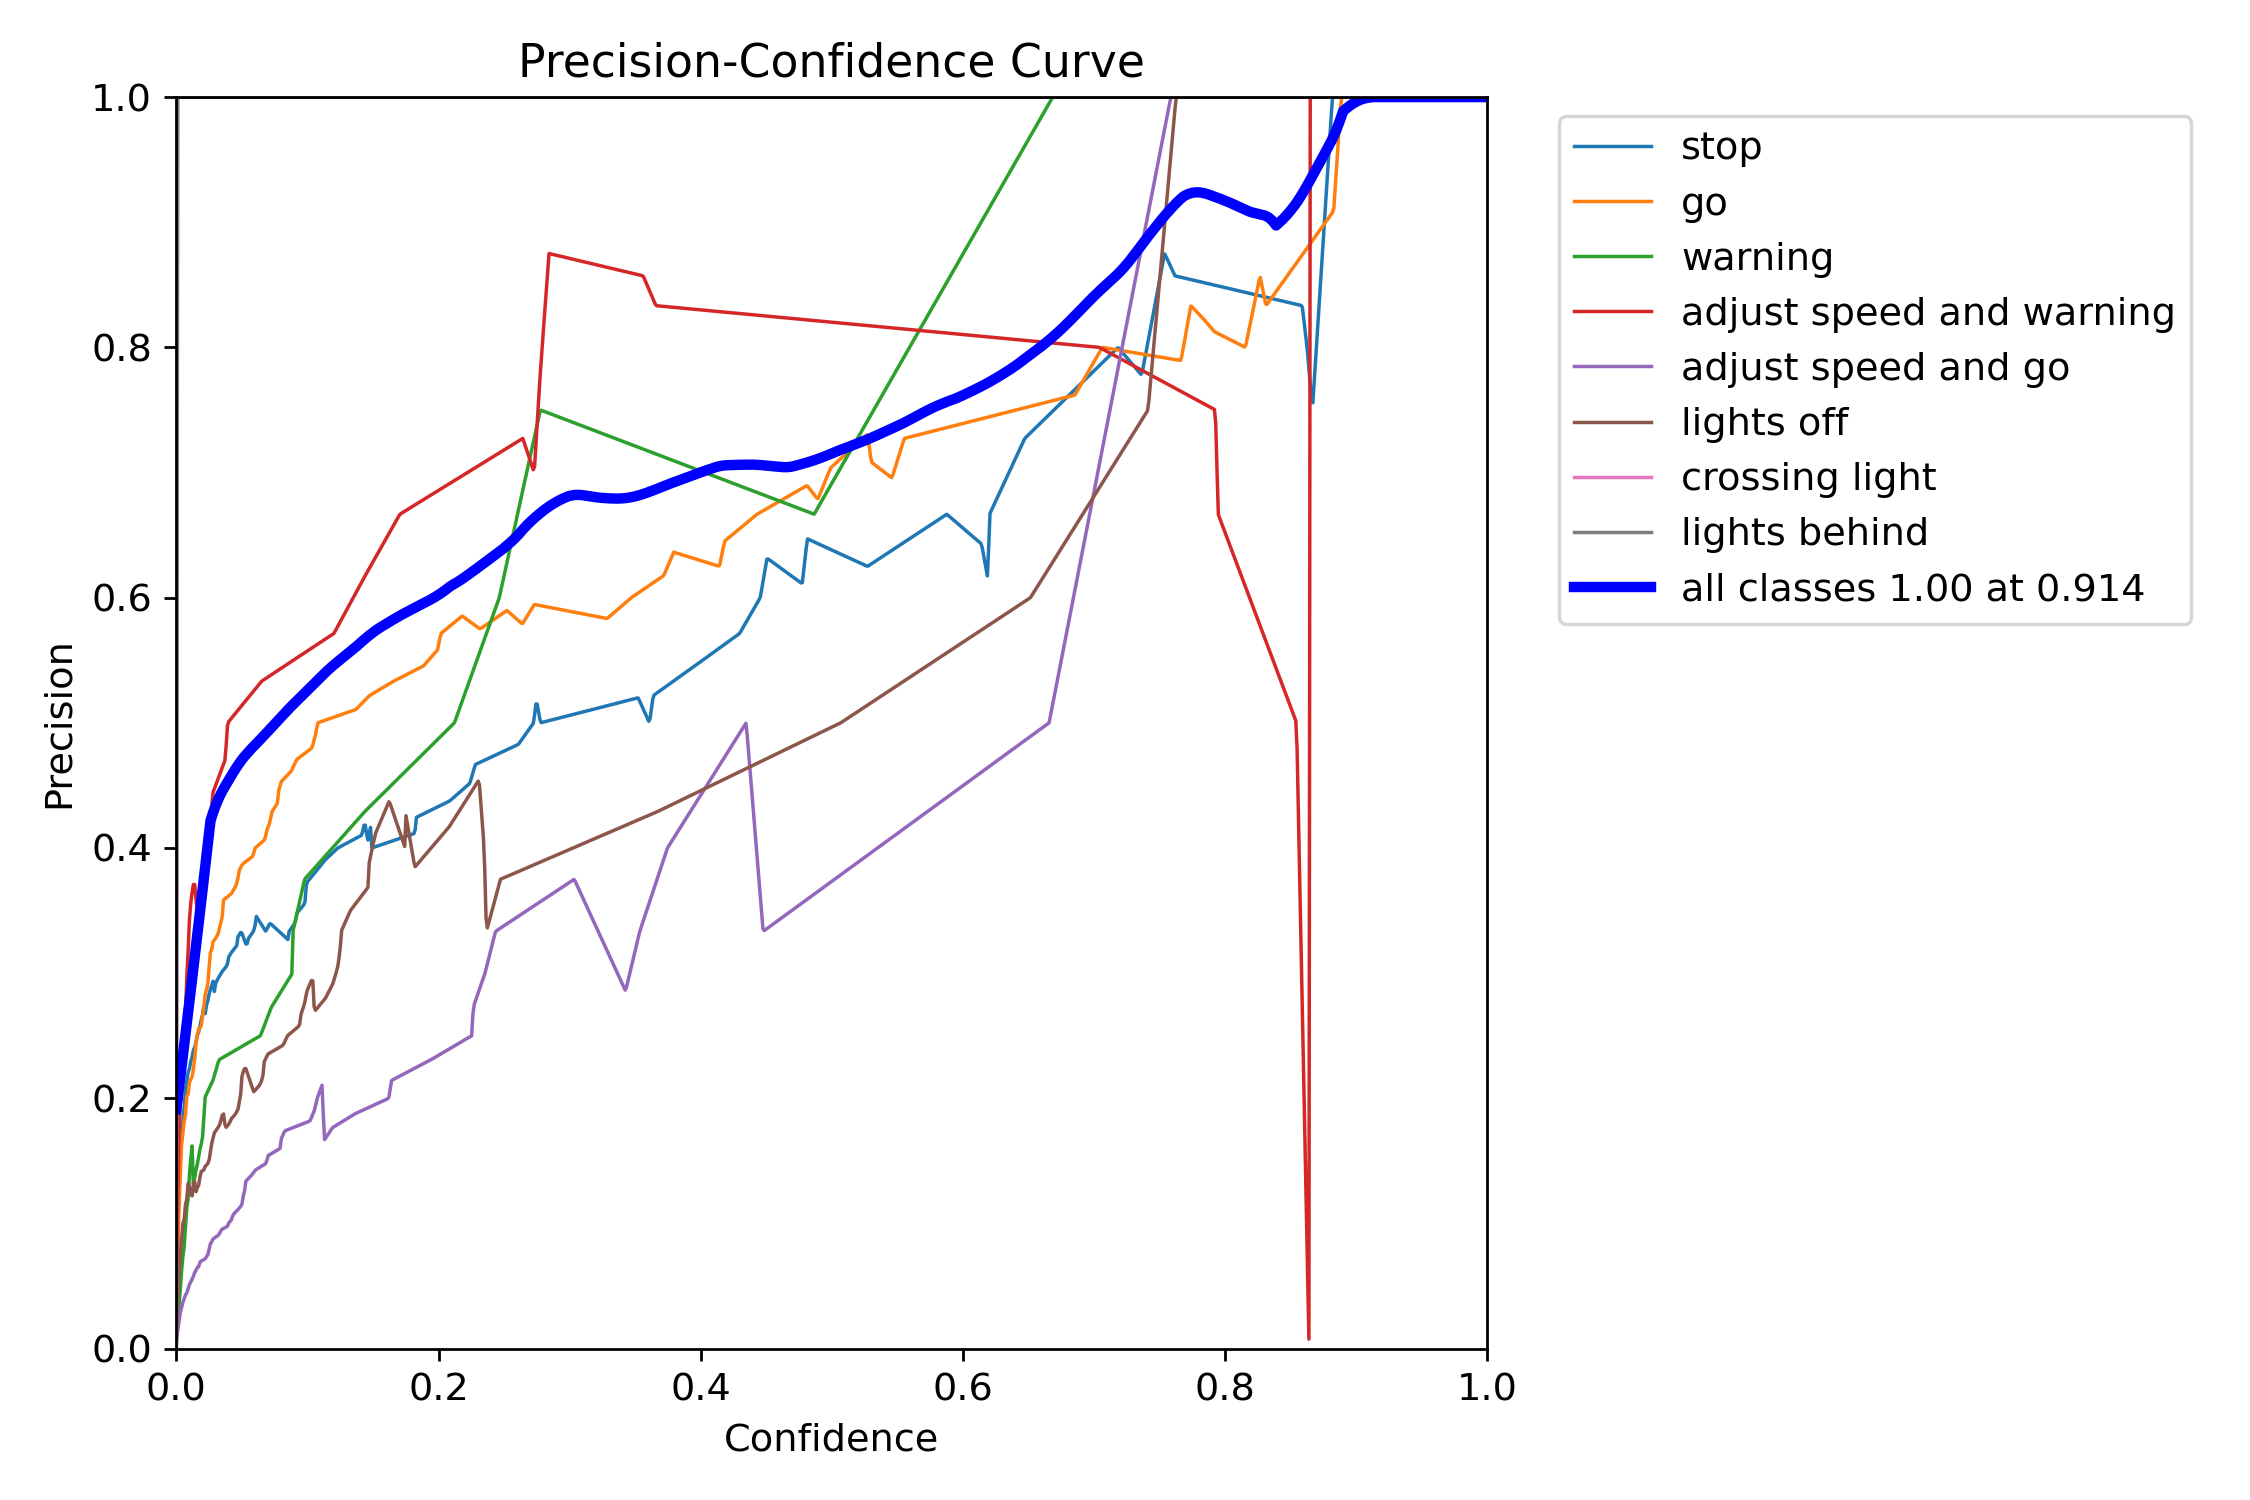 Precision-Confidence Curve
1.0
0.8
0.6
0.4
0.2
0.0
Precision
0.0 0.2 0.4 0.6 0.8 1.0
Confidence
stop
go
warning
adjust speed and warning
adjust speed and go
lights off
crossing light
lights behind
all classes 1.00 at 0.914